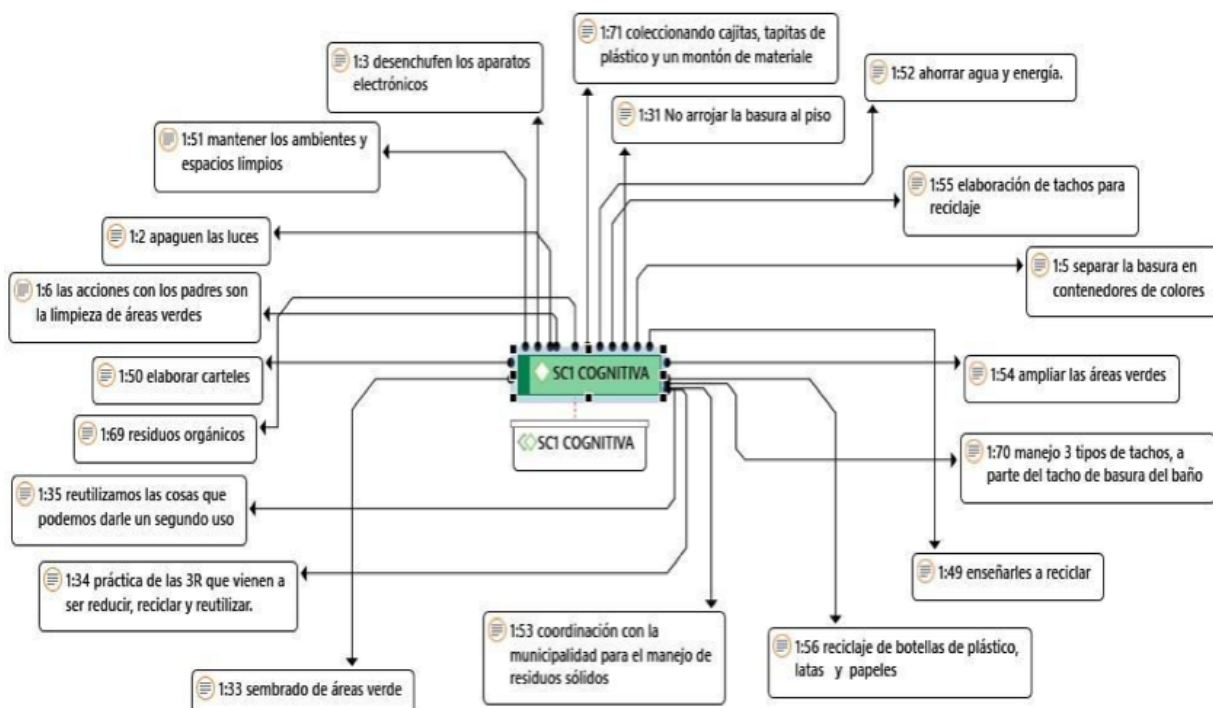 1:71 coleccionando cajitas, tapitas de
plástico y un montón de materiale
1:3 desenchufen los aparatos
electrónicos
1:52 ahorrar agua y energía.
1:31 No arrojar la basura al piso
1:51 mantener los ambientes y
espacios limpios
1:55 elaboración de tachos para
reciclaje
1:2 apaguen las luces
1:5 separar la basura en
contenedores de colores
1:6 las acciones con los padres son
la limpieza de áreas verdes
SC1 COGNITIVA
1:50 elaborar carteles
1:54 ampliar las áreas verdes
1:69 residuos orgánicos
SC1 COGNITIVA
1:70 manejo 3 tipos de tachos, a
parte del tacho de basura del baño
1:35 reutilizamos las cosas que
podemos darle un segundo uso
1:49 enseñarles a reciclar
1:34 práctica de las 3R que vienen a
ser reducir, reciclar y reutilizar.
1:53 coordinación con la
municipalidad para el manejo de
residuos sólidos
1:56 reciclaje de botellas de plástico,
latas y papeles
1:33 sembrado de áreas verde